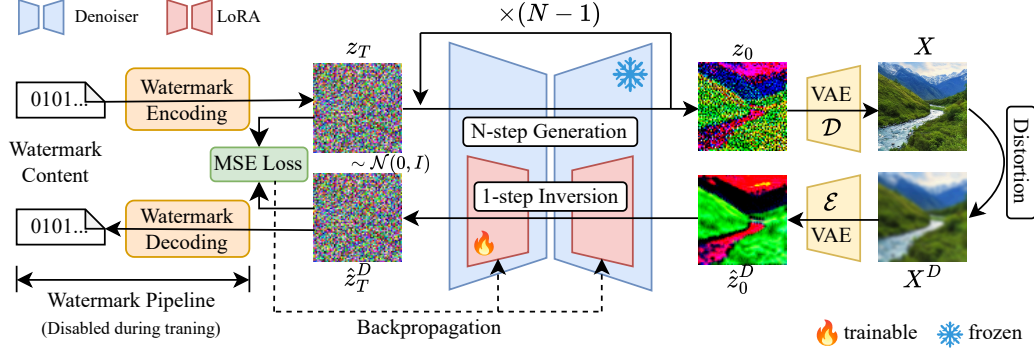 Denoiser
LoRA
×(N − 1)
z_T
z_0
X
0101...
Watermark
Encoding
VAE
𝒟
N-step Generation
Watermark
Content
MSE Loss
∼ 𝒩(0, I)
Distortion
0101...
Watermark
Decoding
1-step Inversion
ℰ
VAE
ẑ_T^D
ẑ_0^D
X^D
Watermark Pipeline
(Disabled during traning)
Backpropagation
trainable
frozen